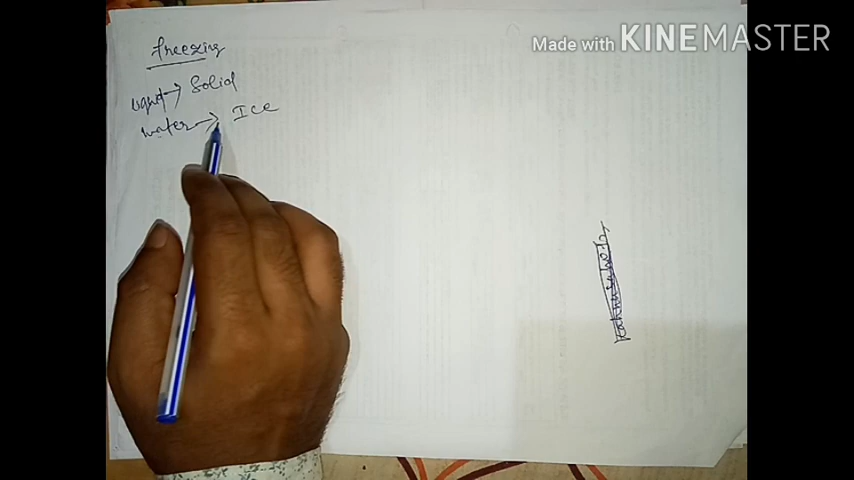 Made with KINEMASTER
freezing
liquid → Solid
water → Ice